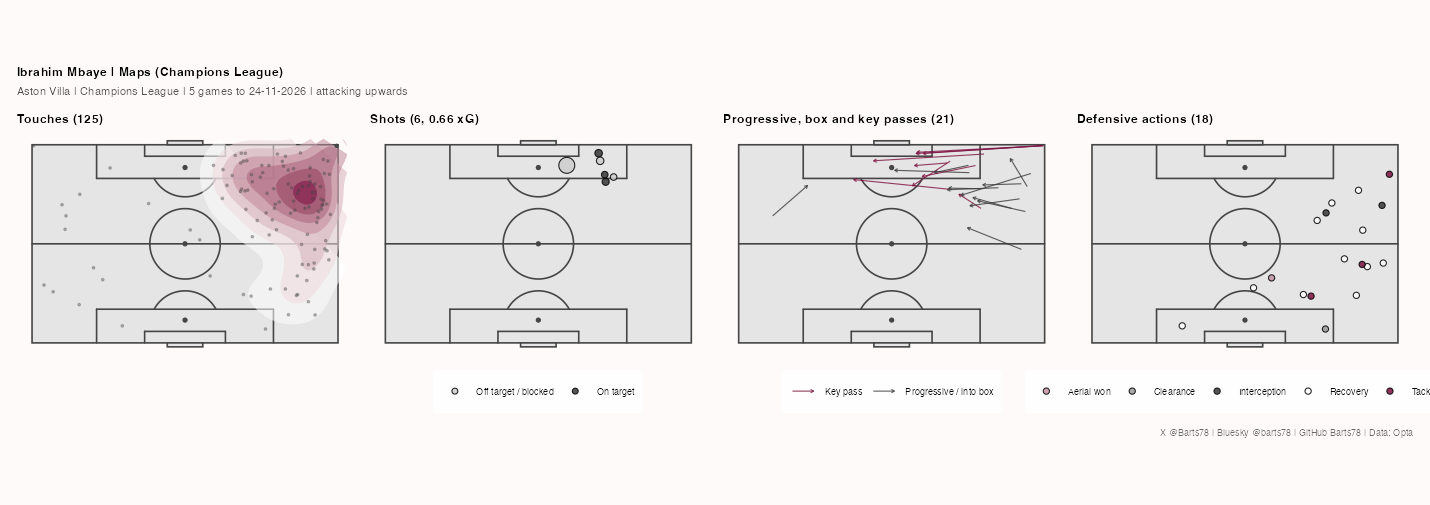 Ibrahim Mbaye | Maps (Champions League)
Aston Villa | Champions League | 5 games to 24-11-2026 | attacking upwards
Touches (125)
Shots (6, 0.66 xG)
Progressive, box and key passes (21)
Defensive actions (18)
Off target / blocked
On target
Key pass
Progressive / into box
Aerial won
Clearance
Interception
Recovery
Tack
X @Barts78 | Bluesky @barts78 | GitHub Barts78 | Data: Opta